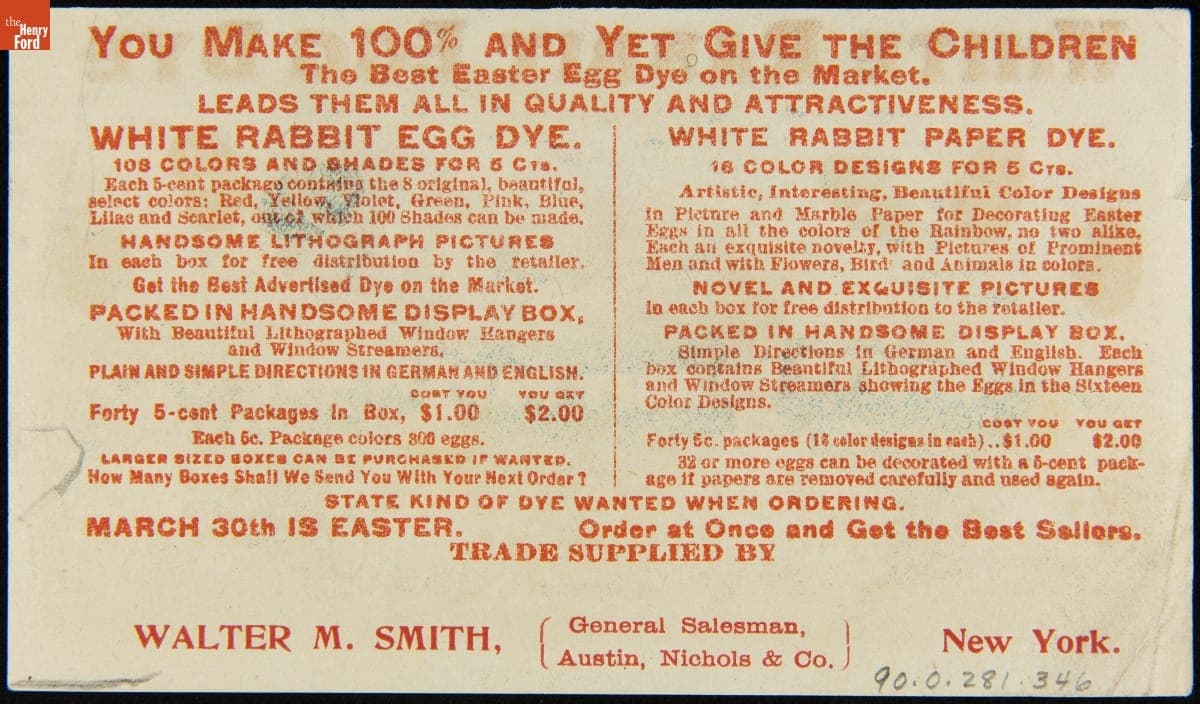 the
Henry
Ford
YOU MAKE 100% AND YET GIVE THE CHILDREN
The Best Easter Egg Dye on the Market.
LEADS THEM ALL IN QUALITY AND ATTRACTIVENESS.
WHITE RABBIT EGG DYE.
108 COLORS AND SHADES FOR 5 CTS.
Each 5-cent package contains the 8 original, beautiful,
select colors: Red, Yellow, Violet, Green, Pink, Blue,
Lilac and Scarlet, out of which 100 Shades can be made.
HANDSOME LITHOGRAPH PICTURES
In each box for free distribution by the retailer.
Get the Best Advertised Dye on the Market.
PACKED IN HANDSOME DISPLAY BOX,
With Beautiful Lithographed Window Hangers
and Window Streamers.
PLAIN AND SIMPLE DIRECTIONS IN GERMAN AND ENGLISH.
COST YOU YOU GET
Forty 5-cent Packages in Box, $1.00 $2.00
Each 5c. Package colors 300 eggs.
LARGER SIZED BOXES CAN BE PURCHASED IF WANTED.
How Many Boxes Shall We Send You With Your Next Order?
WHITE RABBIT PAPER DYE.
16 COLOR DESIGNS FOR 5 CTS.
Artistic, Interesting, Beautiful Color Designs
in Picture and Marble Paper for Decorating Easter
Eggs in all the colors of the Rainbow, no two alike.
Each an exquisite novelty, with Pictures of Prominent
Men and with Flowers, Bird and Animals in colors.
NOVEL AND EXQUISITE PICTURES
in each box for free distribution to the retailer.
PACKED IN HANDSOME DISPLAY BOX.
Simple Directions in German and English. Each
box contains Beautiful Lithographed Window Hangers
and Window Streamers showing the Eggs in the Sixteen
Color Designs.
COST YOU YOU GET
Forty 5c. packages (16 color designs in each)..$1.00 $2.00
32 or more eggs can be decorated with a 5-cent pack-
age if papers are removed carefully and used again.
STATE KIND OF DYE WANTED WHEN ORDERING.
MARCH 30th IS EASTER. Order at Once and Get the Best Sellers.
TRADE SUPPLIED BY
WALTER M. SMITH, General Salesman, Austin, Nichols & Co. New York.
90.0.281.346